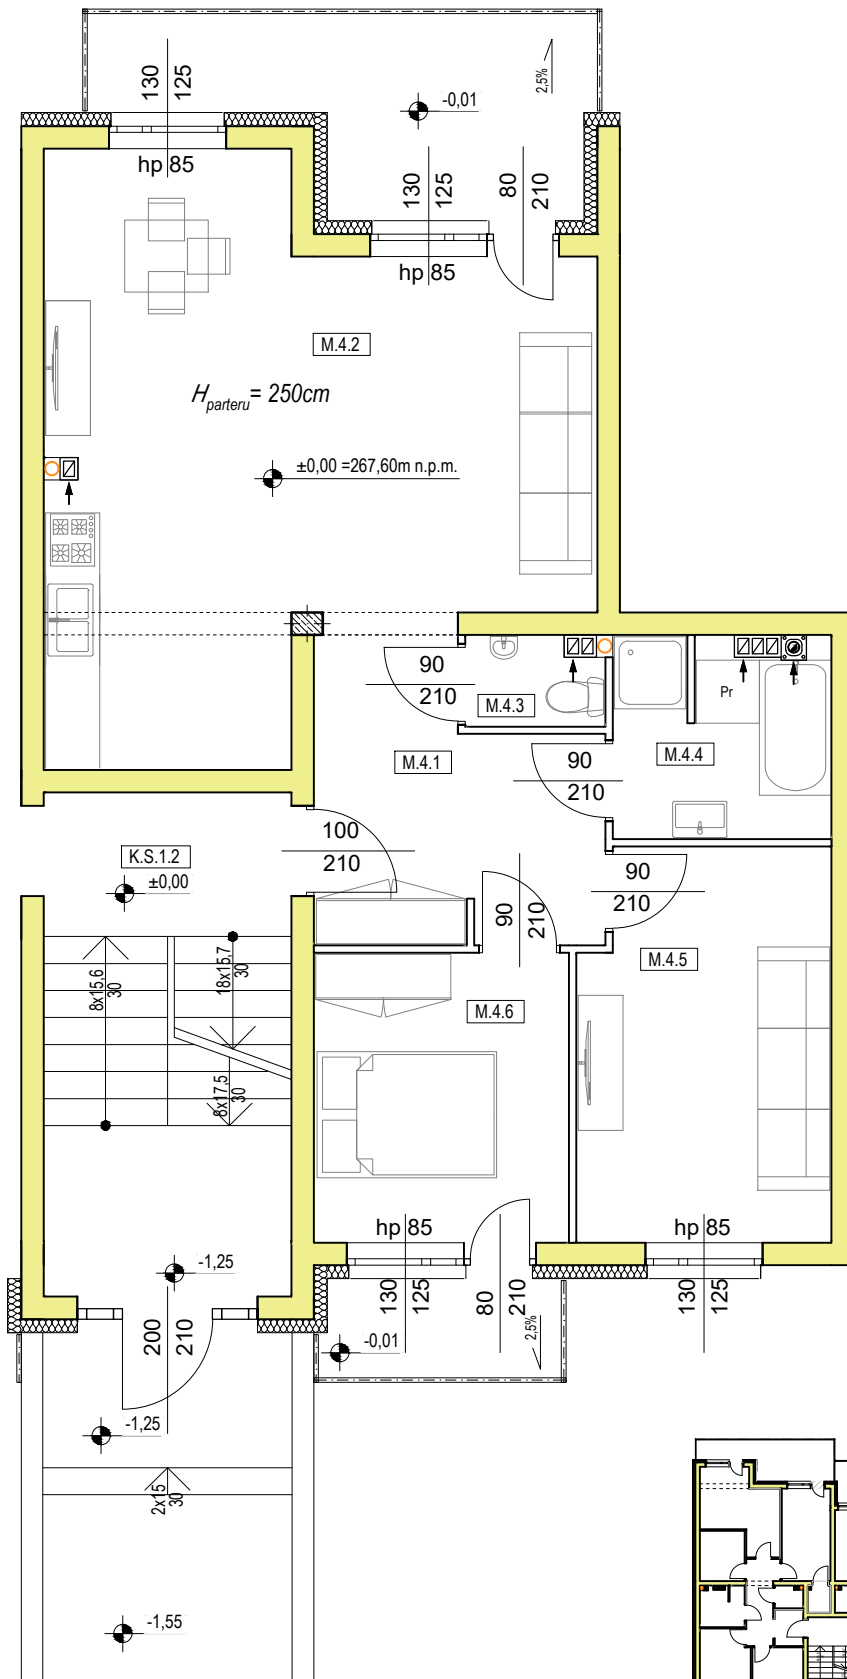 130
125
2,5%
-0,01
hp 85
130
125
80
210
hp 85
M.4.2
Hparteru= 250cm
±0,00 =267,60m n.p.m.
90
210
M.4.3
Pr
M.4.4
M.4.1
90
210
100
210
K.S.1.2
±0,00
90
210
90
210
M.4.5
8x15,6
30
18x15,7
30
M.4.6
8x17,5
30
hp 85
hp 85
-1,25
130
125
80
210
2,5%
130
125
200
210
-0,01
-1,25
2x15
30
-1,55